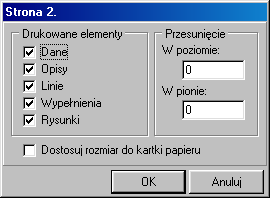 Strona 2.
Drukowane elementy
Dane
Opisy
Linie
Wypełnienia
Rysunki
Przesunięcie
W poziomie:
0
W pionie:
0
Dostosuj rozmiar do kartki papieru
OK
Anuluj